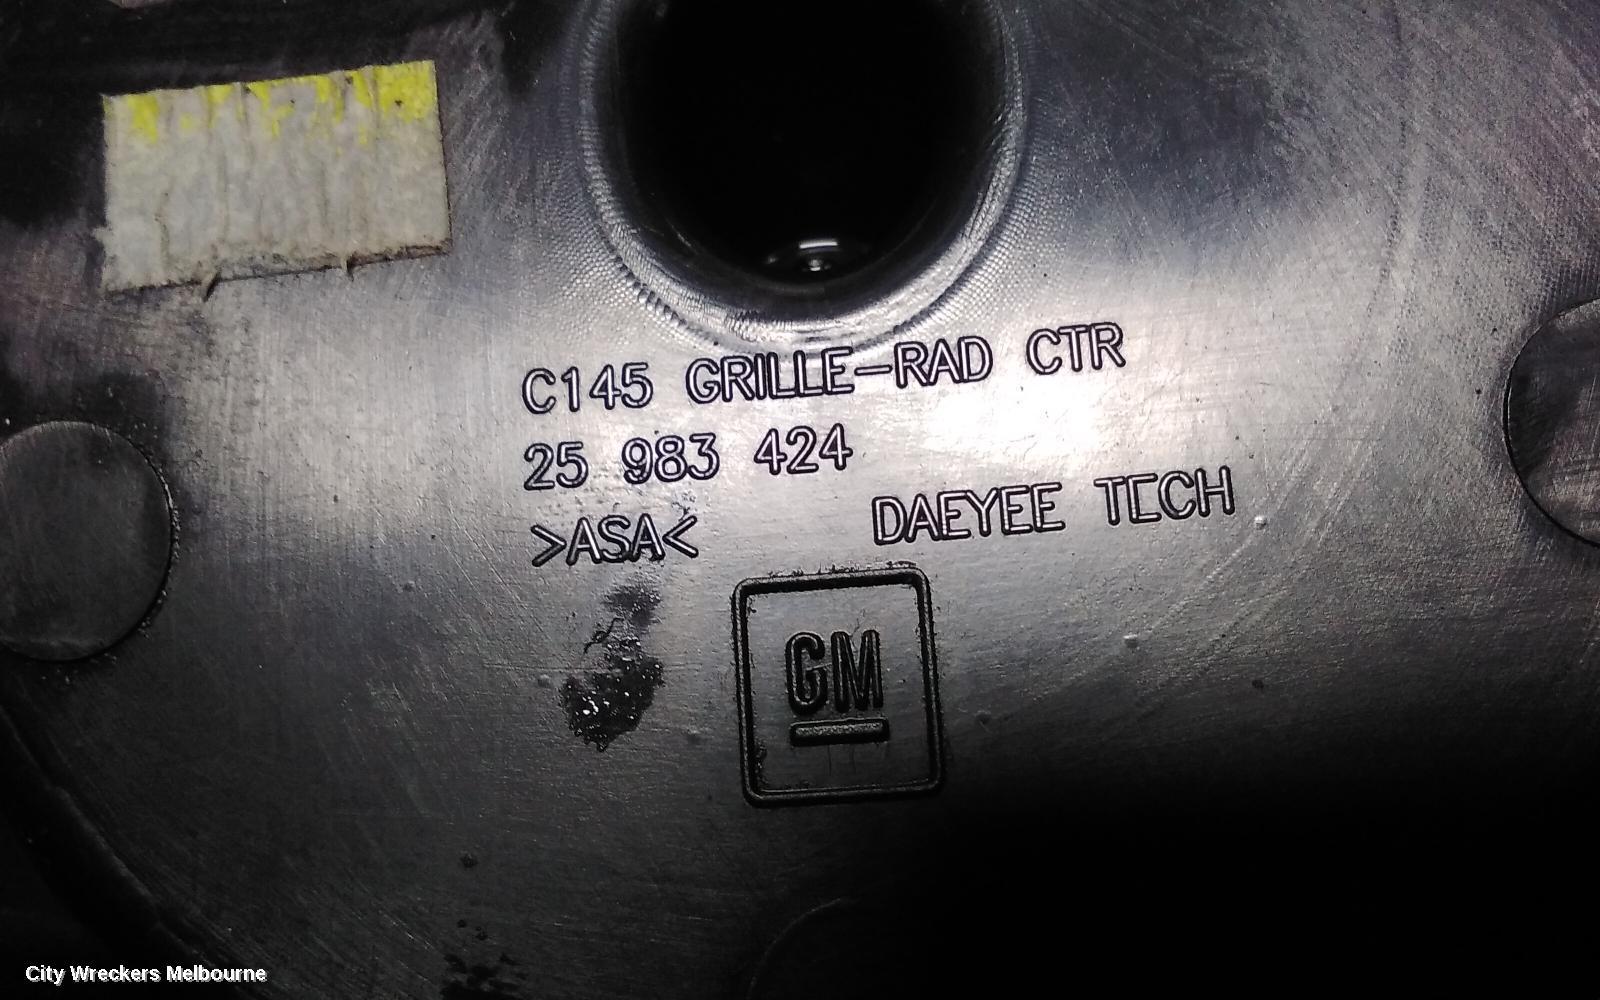 C145 GRILLE-RAD CTR
25 983 424
>ASA<
DAEYEE TECH
GM
City Wreckers Melbourne